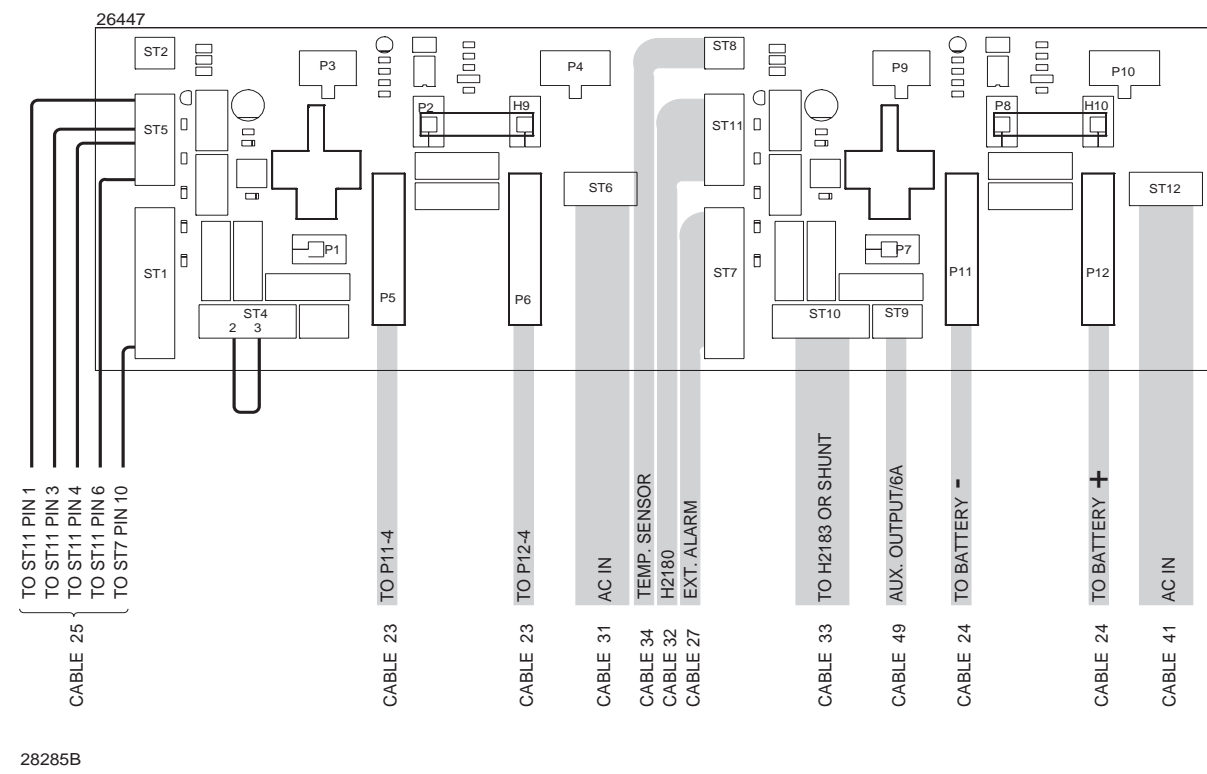 26447
ST2
P3
P4
ST8
P9
P10
P2
H9
P8
H10
ST5
ST11
ST6
ST12
P1
P7
ST1
ST7
P5
P6
P11
P12
ST4
2 3
ST10
ST9
TO ST11 PIN 1
TO ST11 PIN 3
TO ST11 PIN 4
TO ST11 PIN 6
TO ST7 PIN 10
TO P11-4
TO P12-4
AC IN
TEMP. SENSOR
H2180
EXT. ALARM
TO H2183 OR SHUNT
AUX. OUTPUT/6A
TO BATTERY -
TO BATTERY +
AC IN
CABLE 25
CABLE 23
CABLE 23
CABLE 31
CABLE 34
CABLE 32
CABLE 27
CABLE 33
CABLE 49
CABLE 24
CABLE 24
CABLE 41
28285B